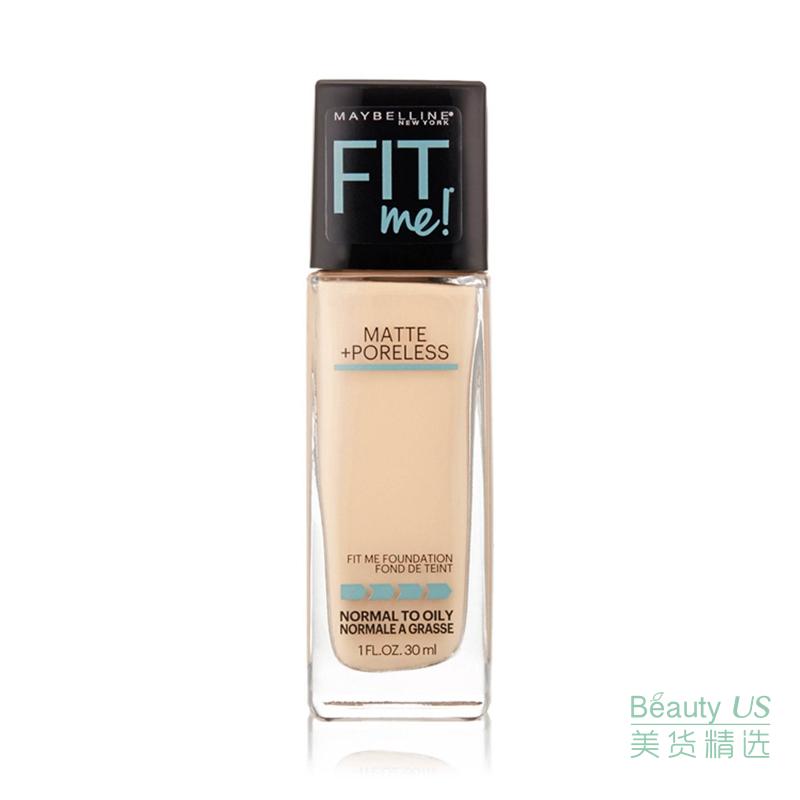 MAYBELLINE®
NEW YORK
FIT
me!
MATTE
+PORELESS
FIT ME FOUNDATION
FOND DE TEINT
NORMAL TO OILY
NORMALE A GRASSE
1 FL.OZ. 30 ml
Beauty US
美货精选